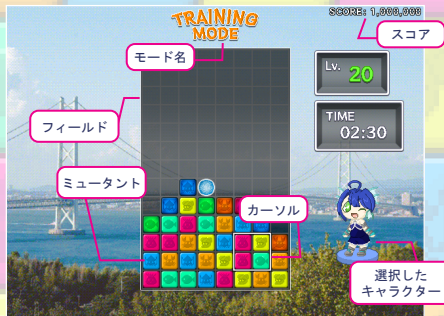 TRAINING
MODE
SCORE: 1,000,000
スコア
モード名
Lv. 20
フィールド
TIME
02:30
ミュータント
カーソル
選択した
キャラクター